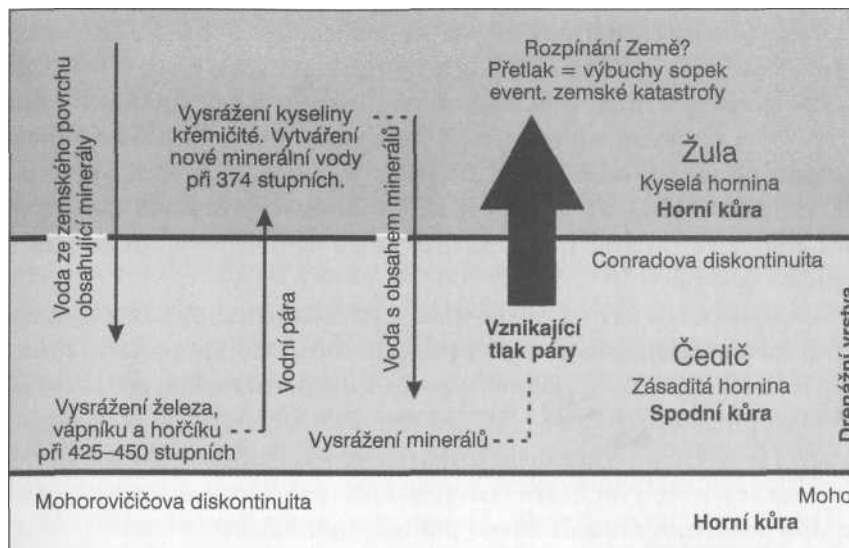 Rozpínání Země?
Přetlak = výbuchy sopek
event. zemské katastrofy
Voda ze zemského povrchu
obsahující minerály
Vysrážení kyseliny
křemičité. Vytváření
nové minerální vody
při 374 stupních.
Voda s obsahem minerálů
Žula
Kyselá hornina
Horní kůra
Conradova diskontinuita
Vodní pára
Vznikající
tlak páry
Čedič
Zásaditá hornina
Spodní kůra
Drenážní vrstva
Vysrážení železa,
vápníku a hořčíku
při 425–450 stupních
Vysrážení minerálů
Mohorovičičova diskontinuita
Moho
Horní kůra